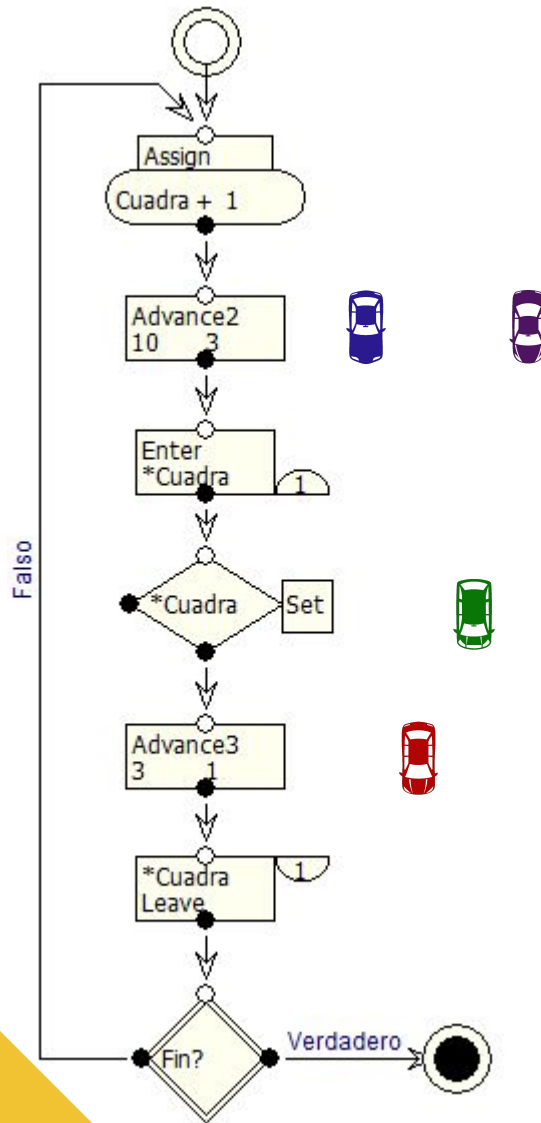 Assign
Cuadra + 1
Advance2
10 3
Enter
*Cuadra
1
*Cuadra
Set
Falso
Advance3
3 1
*Cuadra
1
Leave
Fin?
Verdadero